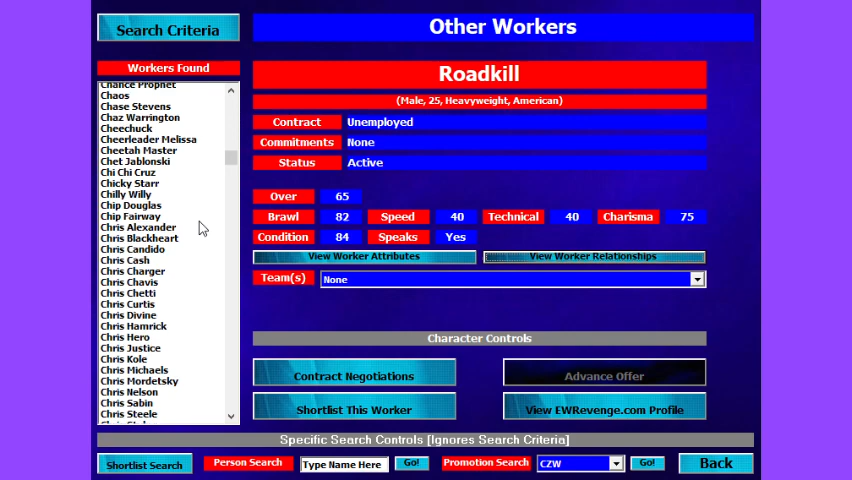 Search Criteria
Other Workers
Workers Found
Chance Prophet
Chaos
Chase Stevens
Chaz Warrington
Cheechuck
Cheerleader Melissa
Cheetah Master
Chet Jablonski
Chi Chi Cruz
Chicky Starr
Chilly Willy
Chip Douglas
Chip Fairway
Chris Alexander
Chris Blackheart
Chris Candido
Chris Cash
Chris Charger
Chris Chavis
Chris Chetti
Chris Curtis
Chris Divine
Chris Hamrick
Chris Hero
Chris Justice
Chris Kole
Chris Michaels
Chris Mordetsky
Chris Nelson
Chris Sabin
Chris Steele
Roadkill
(Male, 25, Heavyweight, American)
Contract Unemployed
Commitments None
Status Active
Over 65
Brawl 82 Speed 40 Technical 40 Charisma 75
Condition 84 Speaks Yes
View Worker Attributes View Worker Relationships
Team(s) None
Character Controls
Contract Negotiations Advance Offer
Shortlist This Worker View EWRevenge.com Profile
Specific Search Controls [Ignores Search Criteria]
Shortlist Search Person Search Type Name Here Go! Promotion Search CZW Go! Back